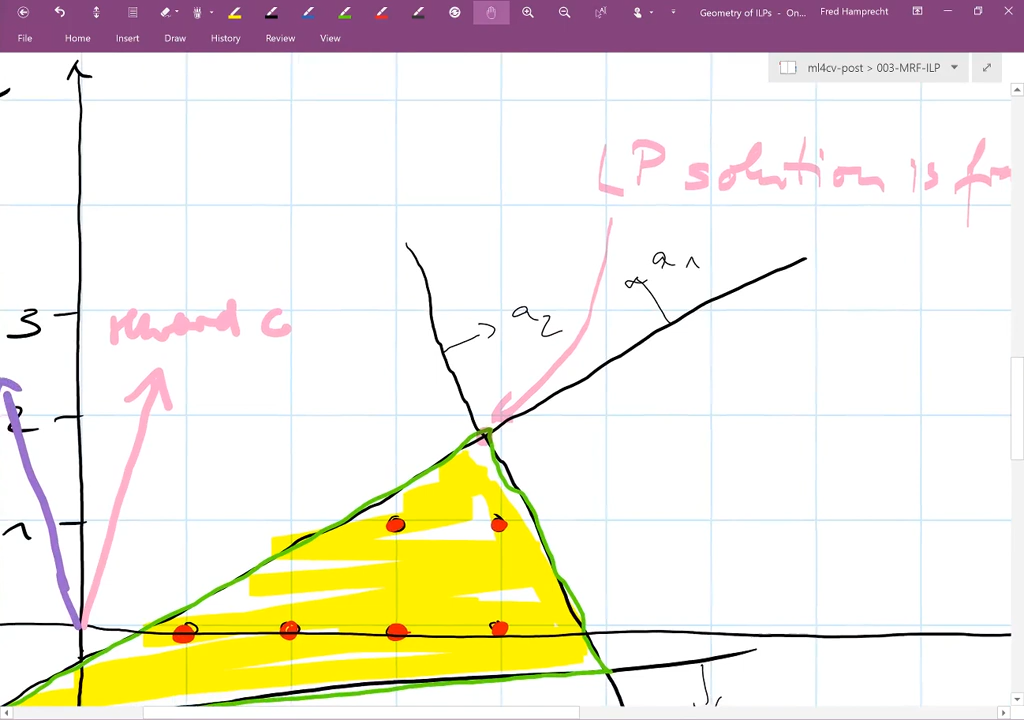 Geometry of ILPs - On... Fred Hamprecht
File Home Insert Draw History Review View
ml4cv-post > 003-MRF-ILP
LP solution is fra
a1
a2
3
reward c
2
1